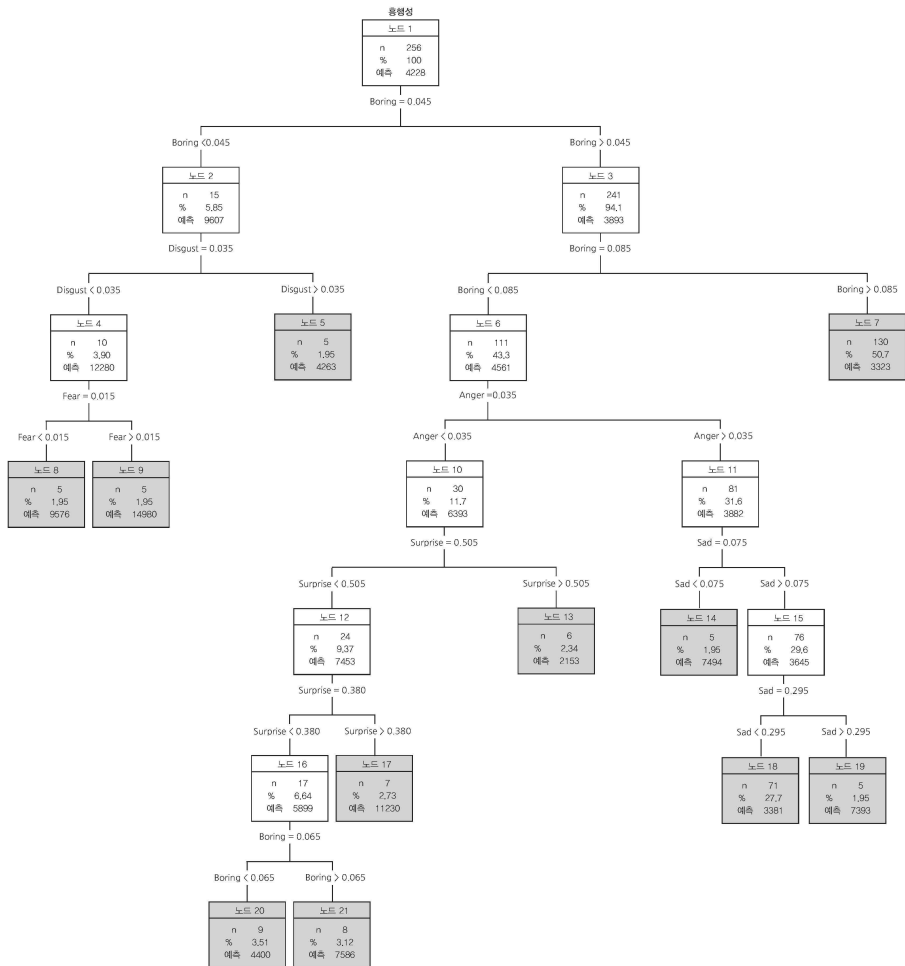 흥행성
노드 1
n 256
% 100
예측 4228
Boring = 0.045
Boring <0.045
Boring > 0.045
노드 2
n 15
% 5.85
예측 9607
노드 3
n 241
% 94.1
예측 3893
Disgust = 0.035
Boring = 0.085
Disgust < 0.035
Disgust > 0.035
Boring < 0.085
Boring > 0.085
노드 4
n 10
% 3.90
예측 12280
노드 5
n 5
% 1.95
예측 4263
노드 6
n 111
% 43.3
예측 4561
노드 7
n 130
% 50.7
예측 3323
Fear = 0.015
Anger =0.035
Fear < 0.015
Fear > 0.015
Anger < 0.035
Anger > 0.035
노드 8
n 5
% 1.95
예측 9576
노드 9
n 5
% 1.95
예측 14980
노드 10
n 30
% 11.7
예측 6393
노드 11
n 81
% 31.6
예측 3882
Surprise = 0.505
Sad = 0.075
Surprise < 0.505
Surprise > 0.505
Sad < 0.075
Sad > 0.075
노드 12
n 24
% 9.37
예측 7453
노드 13
n 6
% 2.34
예측 2153
노드 14
n 5
% 1.95
예측 7494
노드 15
n 76
% 29.6
예측 3645
Surprise = 0.380
Sad = 0.295
Surprise < 0.380
Surprise > 0.380
Sad < 0.295
Sad > 0.295
노드 16
n 17
% 6.64
예측 5899
노드 17
n 7
% 2.73
예측 11230
노드 18
n 71
% 27.7
예측 3381
노드 19
n 5
% 1.95
예측 7393
Boring = 0.065
Boring < 0.065
Boring > 0.065
노드 20
n 9
% 3.51
예측 4400
노드 21
n 8
% 3.12
예측 7586